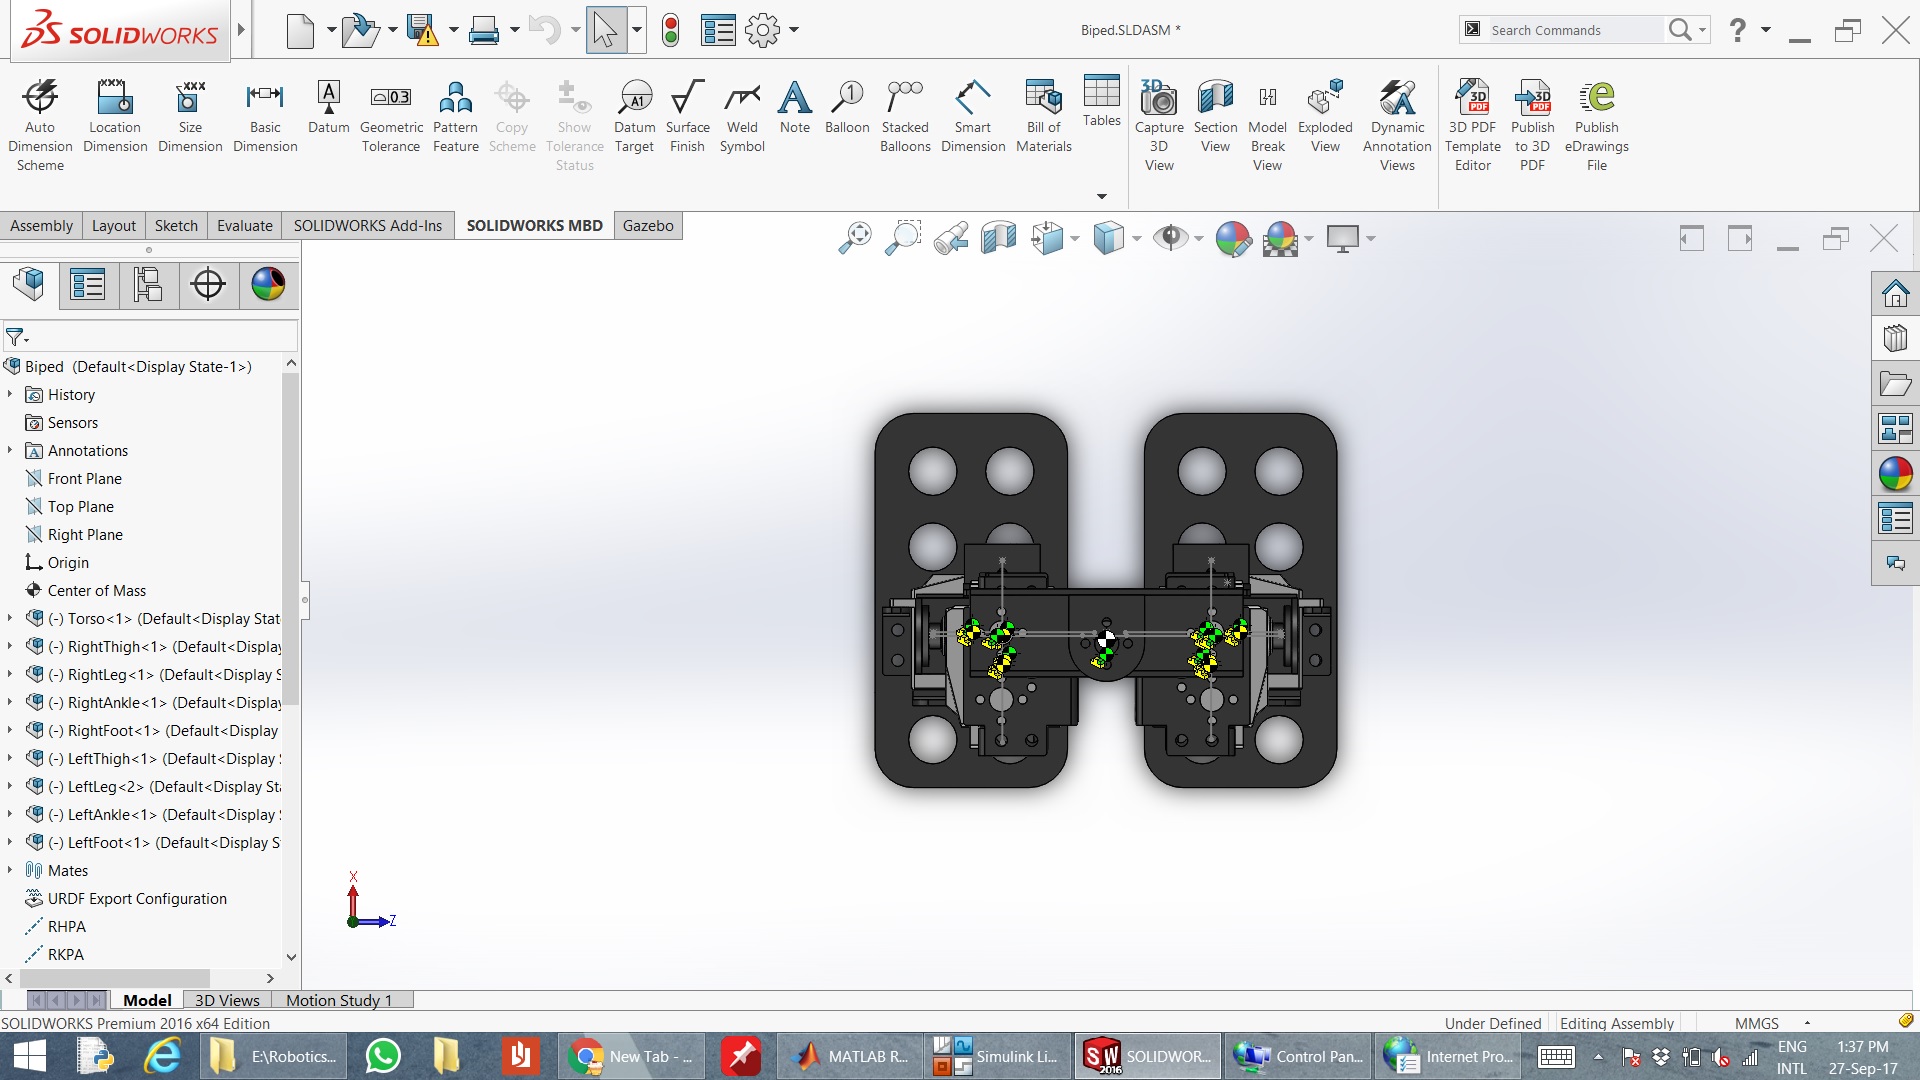 SOLIDWORKS
Biped.SLDASM *
Search Commands
?
Auto Dimension Scheme
Location Dimension
Size Dimension
Basic Dimension
Datum
Geometric Tolerance
Pattern Feature
Copy Scheme
Show Tolerance Status
Datum Target
Surface Finish
Weld Symbol
Note
Balloon
Stacked Balloons
Smart Dimension
Bill of Materials
Tables
Capture 3D View
Section View
Model Break View
Exploded View
Dynamic Annotation Views
3D PDF Template Editor
Publish to 3D PDF
Publish eDrawings File
Assembly
Layout
Sketch
Evaluate
SOLIDWORKS Add-Ins
SOLIDWORKS MBD
Gazebo
Biped (Default<Display State-1>)
History
Sensors
Annotations
Front Plane
Top Plane
Right Plane
Origin
Center of Mass
(-) Torso<1> (Default<Display Stat
(-) RightThigh<1> (Default<Display
(-) RightLeg<1> (Default<Display S
(-) RightAnkle<1> (Default<Display
(-) RightFoot<1> (Default<Display
(-) LeftThigh<1> (Default<Display
(-) LeftLeg<2> (Default<Display Sta
(-) LeftAnkle<1> (Default<Display
(-) LeftFoot<1> (Default<Display S
Mates
URDF Export Configuration
RHPA
RKPA
X
Z
Model
3D Views
Motion Study 1
SOLIDWORKS Premium 2016 x64 Edition
Under Defined
Editing Assembly
MMGS
E:\Robotics...
New Tab - ...
MATLAB R...
Simulink Li...
SOLIDWOR...
Control Pan...
Internet Pro...
ENG
INTL
1:37 PM
27-Sep-17